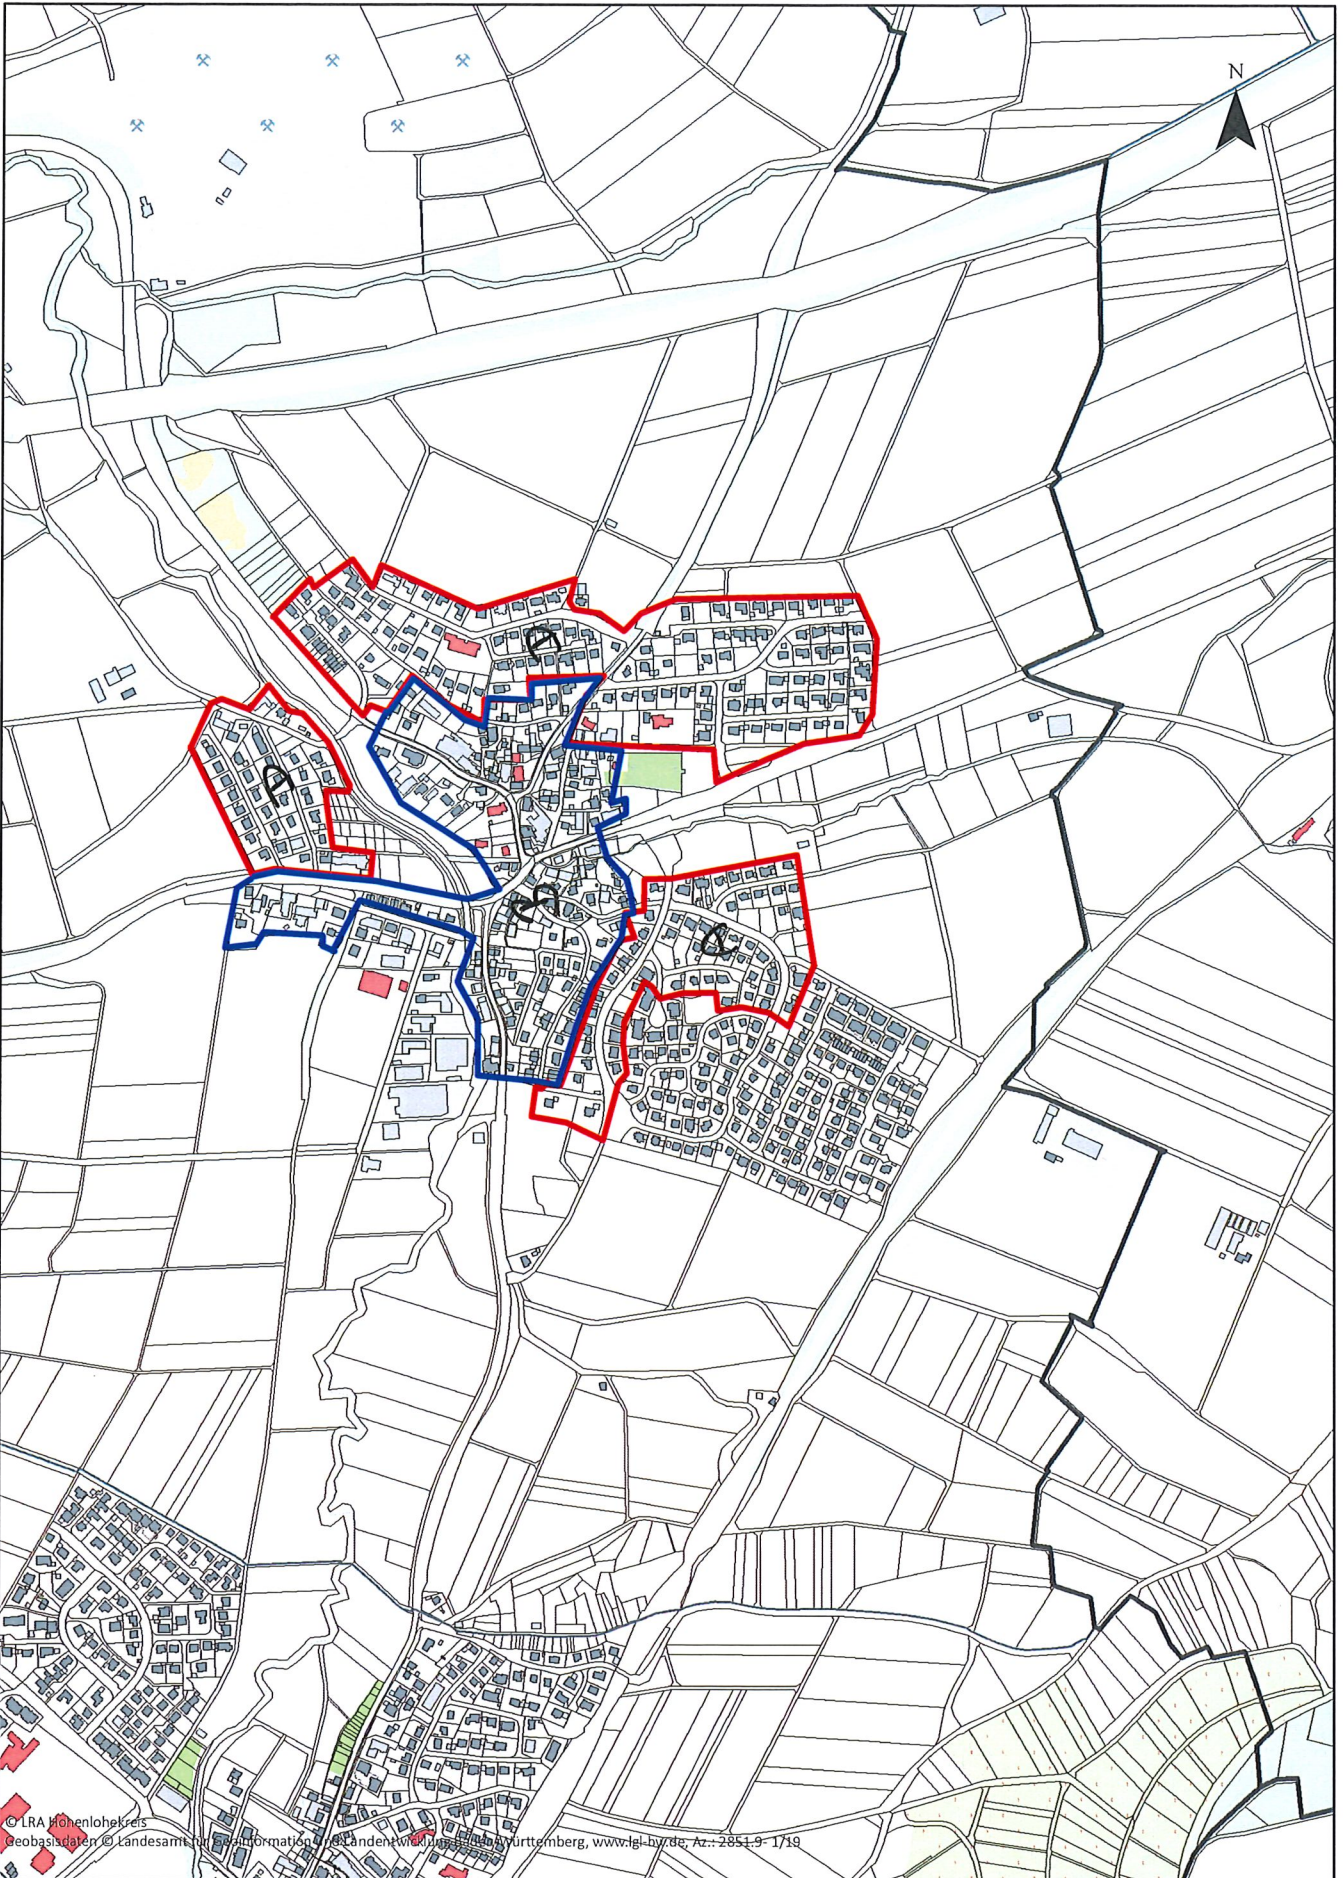 N
A
A
B
A
© LRA Hohenlohekreis
Geobasisdaten © Landesamt für Geoinformation und Landentwicklung Baden-Württemberg, www.lgl-bw.de, Az.: 2851.9- 1/19